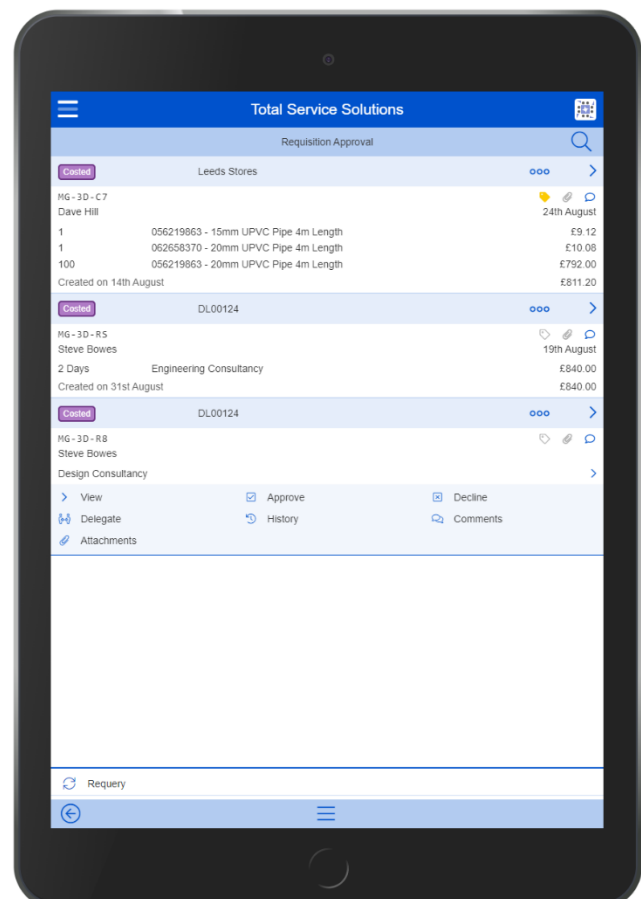 Total Service Solutions
Requisition Approval
Costed Leeds Stores
MG-3D-C7
Dave Hill 24th August
1 056219863 - 15mm UPVC Pipe 4m Length £9.12
1 062658370 - 20mm UPVC Pipe 4m Length £10.08
100 056219863 - 20mm UPVC Pipe 4m Length £792.00
Created on 14th August £811.20
Costed DL00124
MG-3D-R5
Steve Bowes 19th August
2 Days Engineering Consultancy £840.00
Created on 31st August £840.00
Costed DL00124
MG-3D-R8
Steve Bowes
Design Consultancy
View Approve Decline
Delegate History Comments
Attachments
Requery